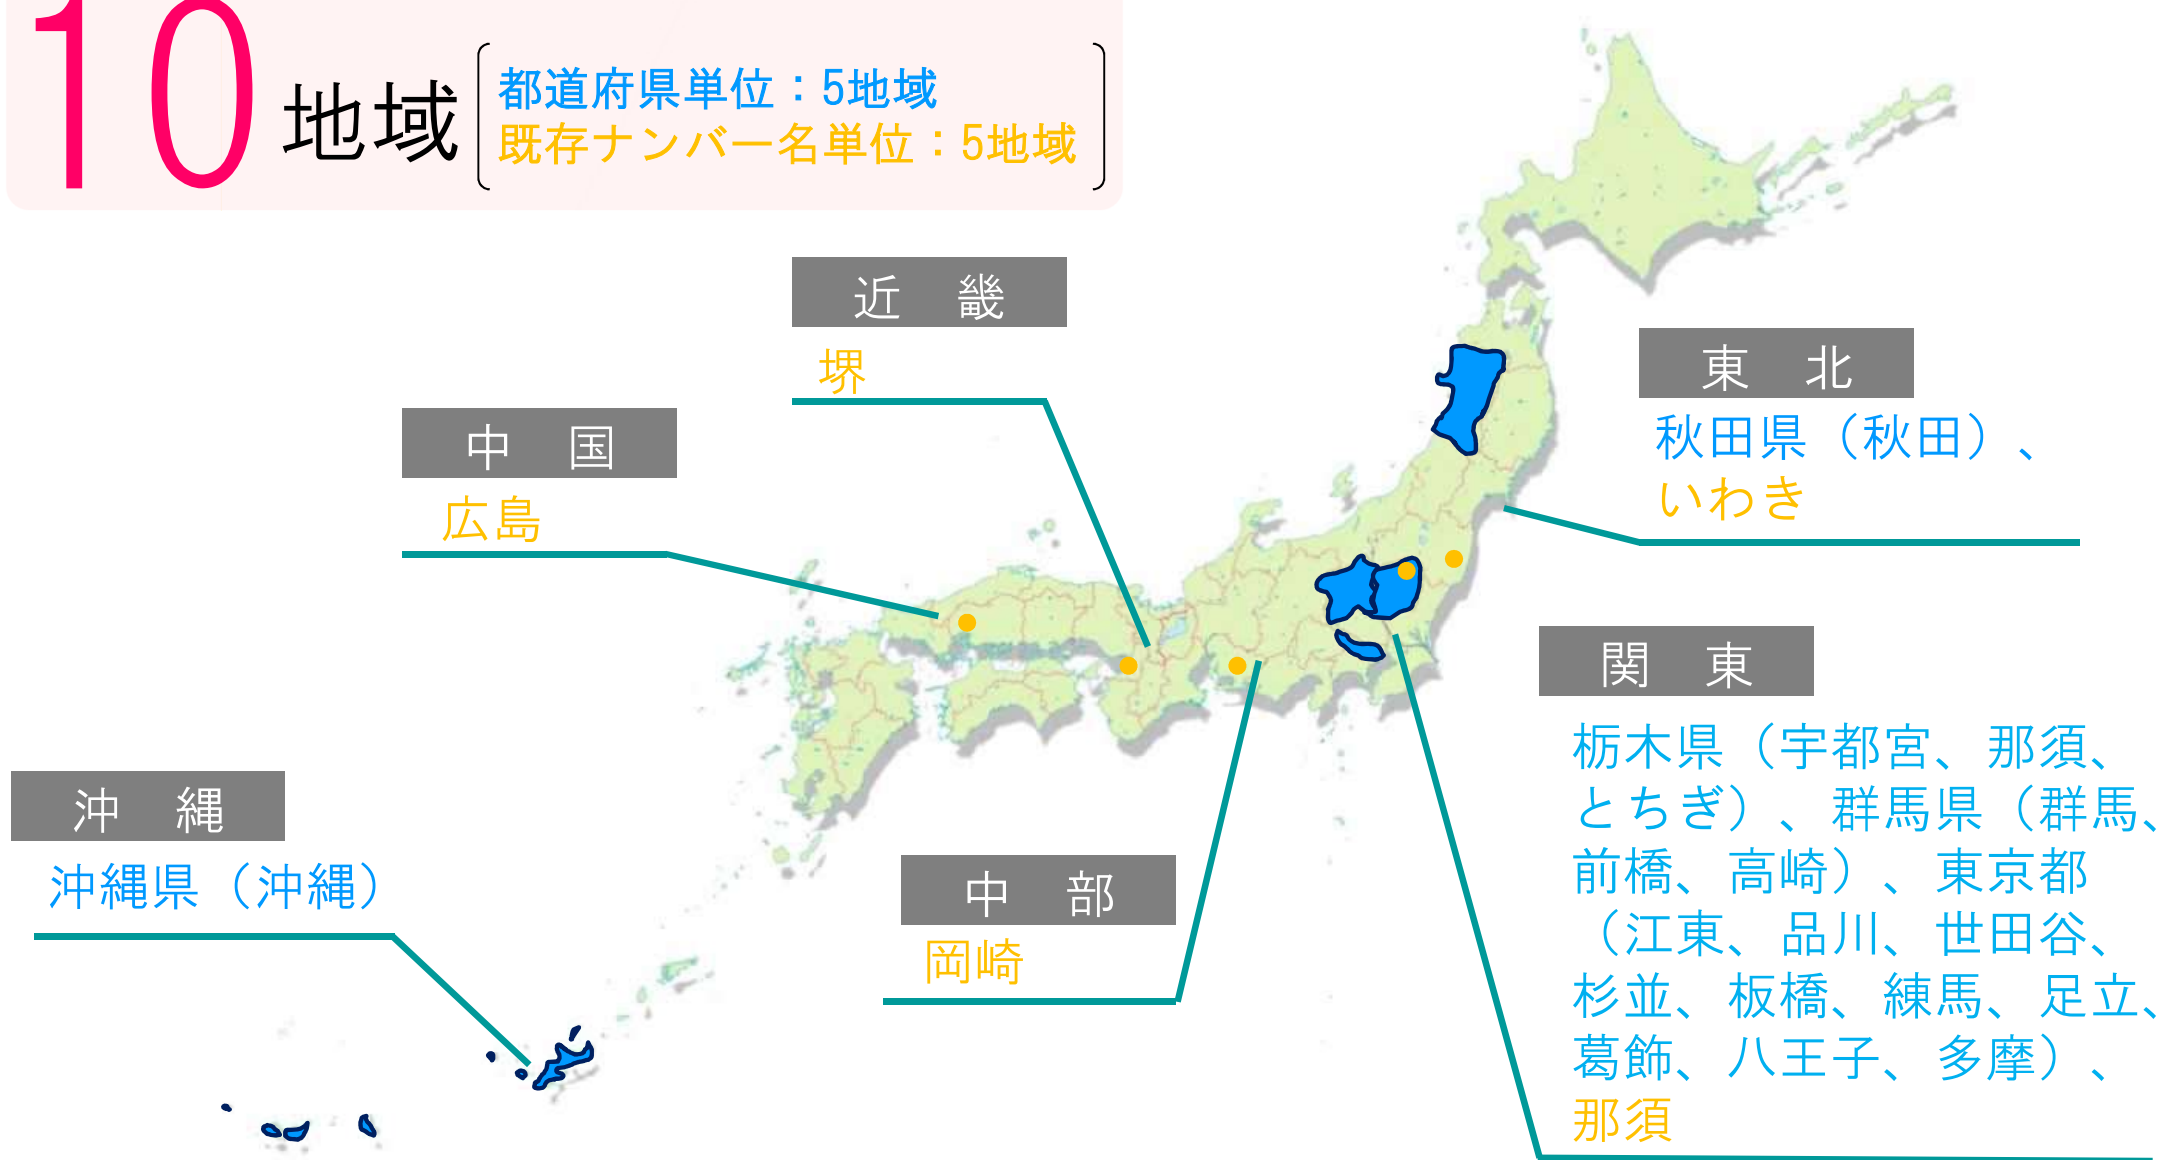 10地域
都道府県単位：5地域
既存ナンバー名単位：5地域
近　畿
堺
中　国
広島
東　北
秋田県（秋田）、
いわき
関　東
栃木県（宇都宮、那須、
とちぎ）、群馬県（群馬、
前橋、高崎）、東京都
（江東、品川、世田谷、
杉並、板橋、練馬、足立、
葛飾、八王子、多摩）、
那須
沖　縄
沖縄県（沖縄）
中　部
岡崎